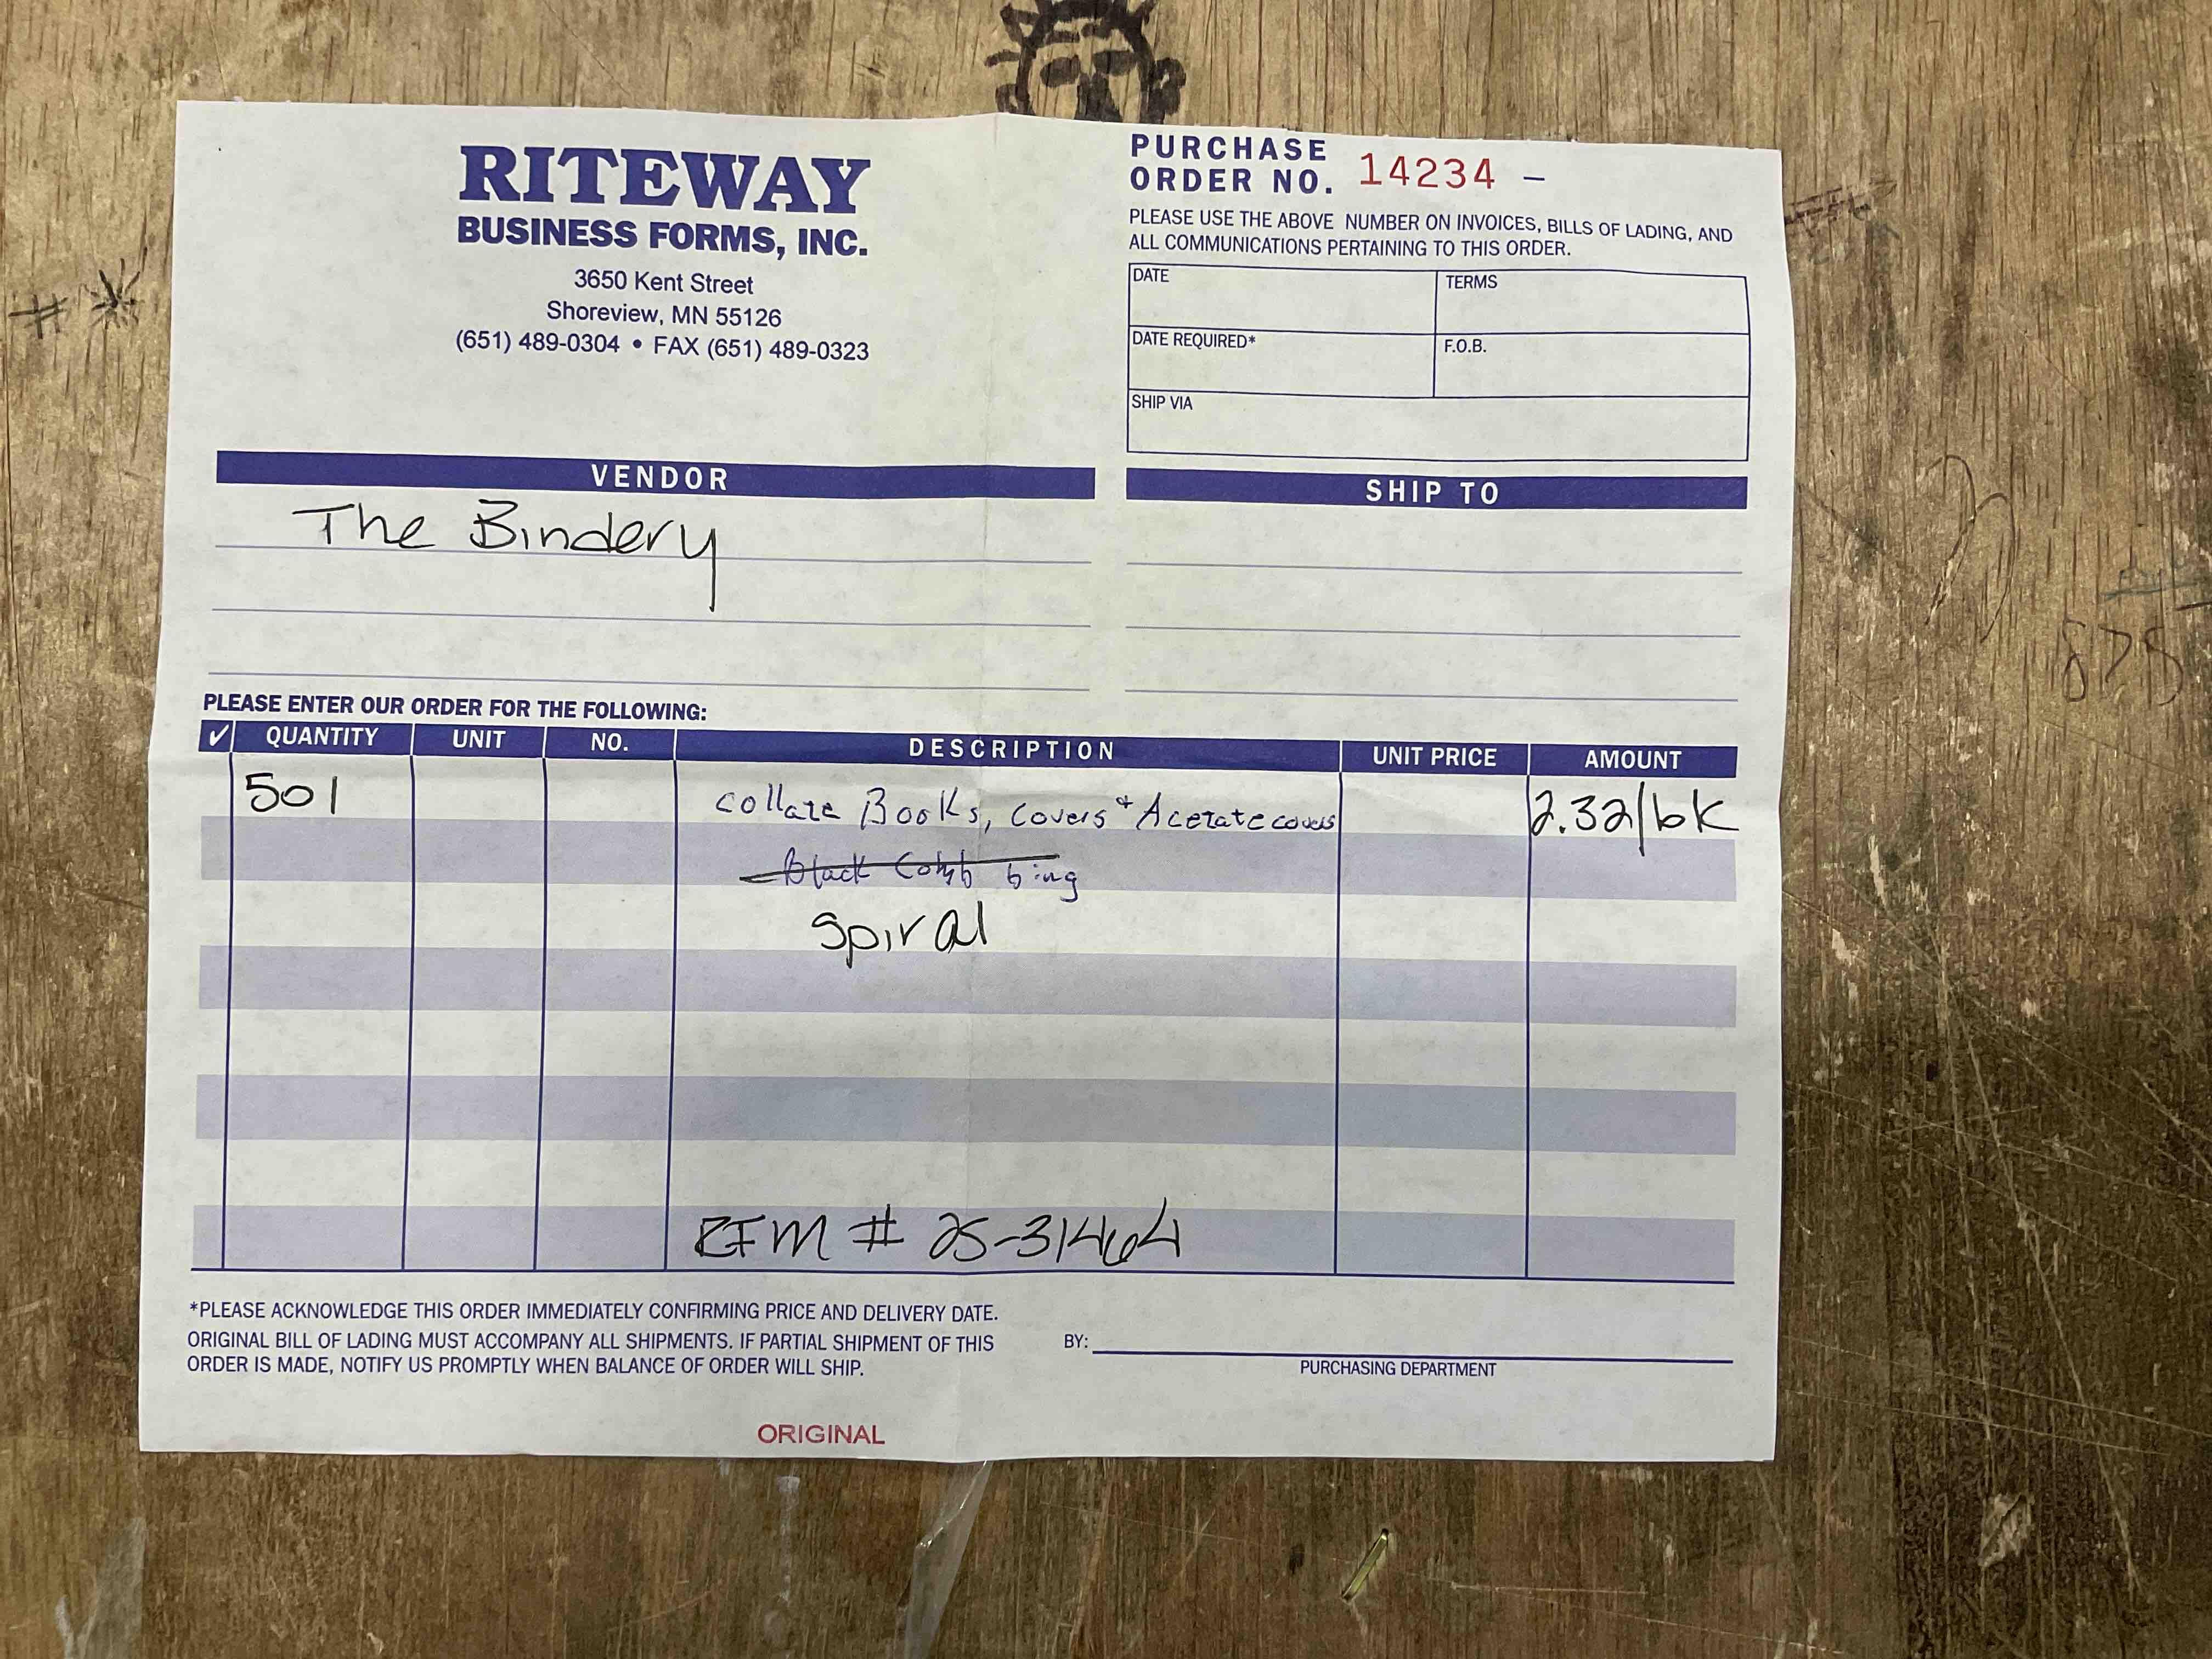 RITEWAY
BUSINESS FORMS, INC.
3650 Kent Street
Shoreview, MN 55126
(651) 489-0304 • FAX (651) 489-0323
PURCHASE
ORDER NO. 14234 -
PLEASE USE THE ABOVE NUMBER ON INVOICES, BILLS OF LADING, AND
ALL COMMUNICATIONS PERTAINING TO THIS ORDER.
DATE TERMS
DATE REQUIRED* F.O.B.
SHIP VIA
VENDOR
The Bindery
SHIP TO
PLEASE ENTER OUR ORDER FOR THE FOLLOWING:
✓ QUANTITY UNIT NO. DESCRIPTION UNIT PRICE AMOUNT
501 Collate Books, Covers + Acetate covers 2.32/bk
Black Comb bing
Spiral
# 25-31464
*PLEASE ACKNOWLEDGE THIS ORDER IMMEDIATELY CONFIRMING PRICE AND DELIVERY DATE.
ORIGINAL BILL OF LADING MUST ACCOMPANY ALL SHIPMENTS. IF PARTIAL SHIPMENT OF THIS
ORDER IS MADE, NOTIFY US PROMPTLY WHEN BALANCE OF ORDER WILL SHIP.
BY:
PURCHASING DEPARTMENT
ORIGINAL
# *